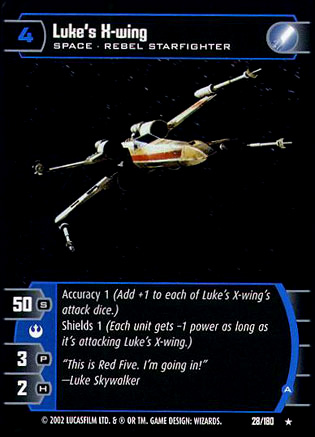 4
Luke's X-wing
SPACE · REBEL STARFIGHTER
50 S
Accuracy 1 (Add +1 to each of Luke's X-wing's
attack dice.)
Shields 1 (Each unit gets -1 power as long as
it's attacking Luke's X-wing.)
3 P
"This is Red Five. I'm going in!"
2 H
—Luke Skywalker
A
© 2002 LUCASFILM LTD. & ® OR TM. GAME DESIGN: WIZARDS.
28/180 ★